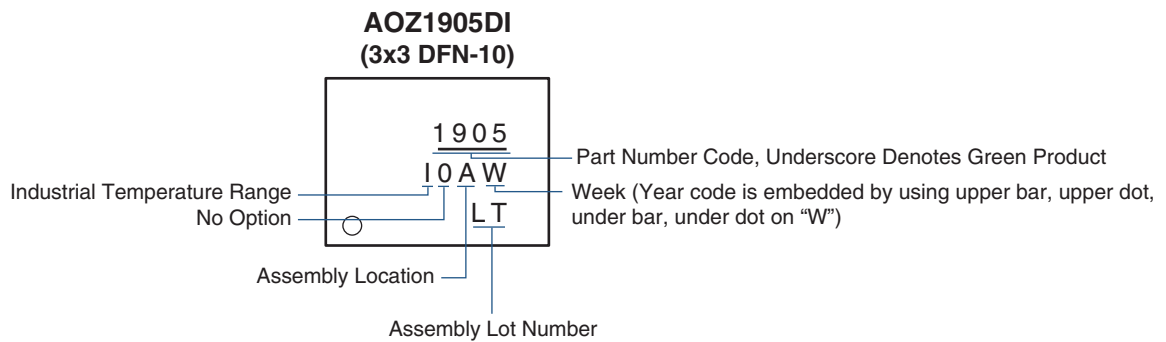 AOZ1905DI
(3x3 DFN-10)
1905
Part Number Code, Underscore Denotes Green Product
I0AW
Industrial Temperature Range
Week (Year code is embedded by using upper bar, upper dot,
under bar, under dot on “W”)
No Option
LT
Assembly Location
Assembly Lot Number